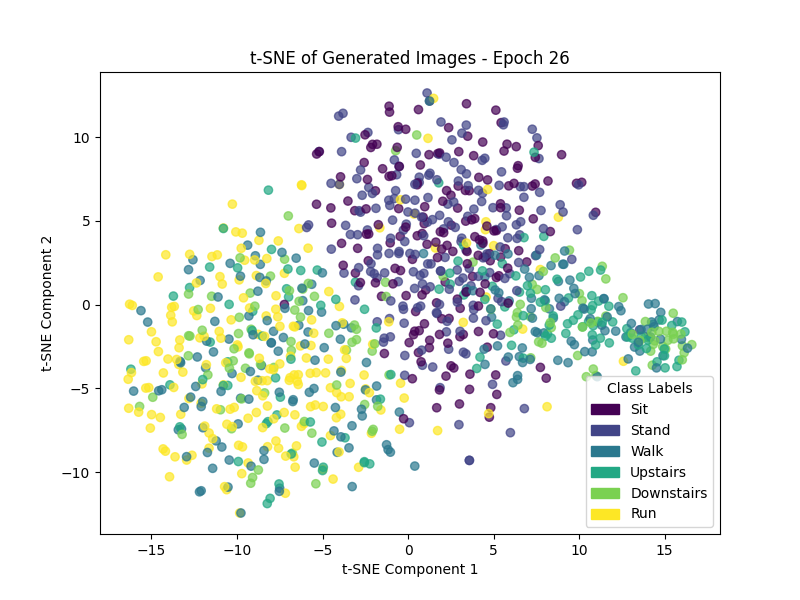 t-SNE of Generated Images - Epoch 26
t-SNE Component 2
10
5
0
−5
−10
−15
−10
−5
0
5
10
15
t-SNE Component 1
Class Labels
Sit
Stand
Walk
Upstairs
Downstairs
Run